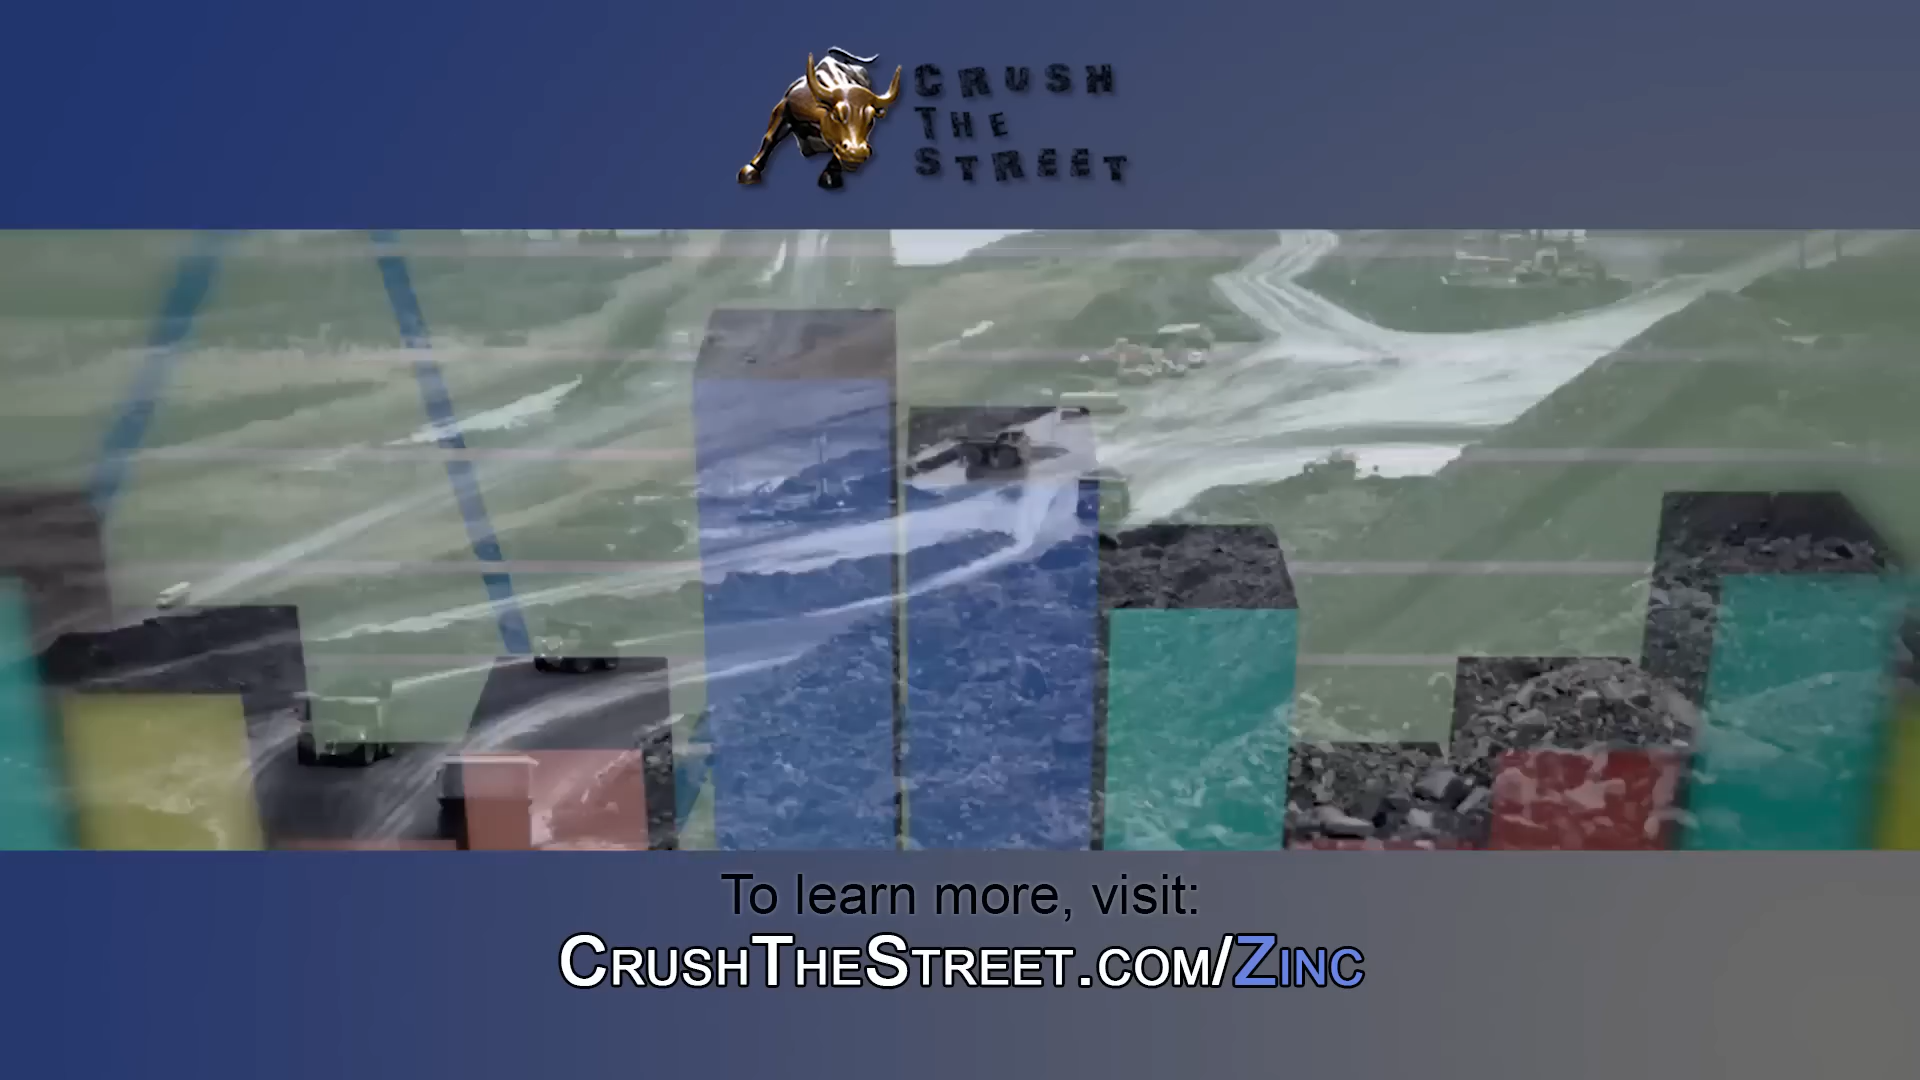 CRUSH
THE
STREET
To learn more, visit:
CRUSHTHESTREET.COM/ZINC